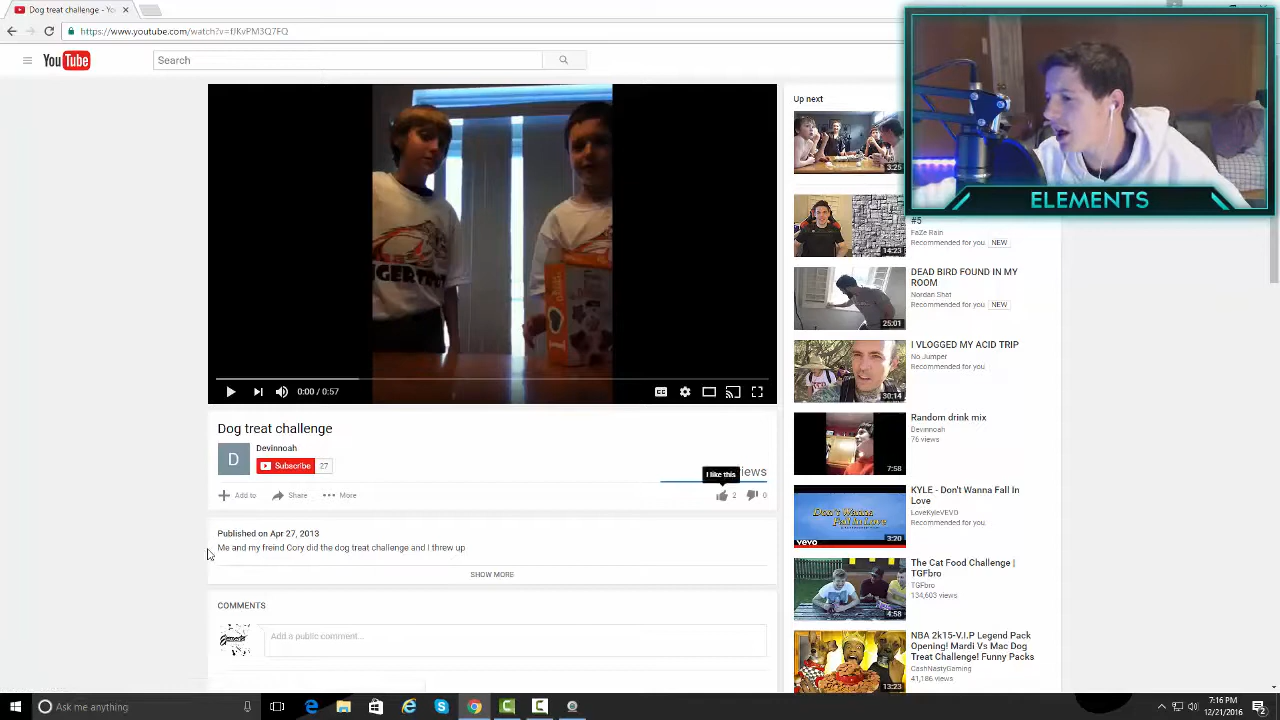 Dog treat challenge - Yo
https://www.youtube.com/watch?v=f/KvPM3Q7FQ
YouTube
Search
ELEMENTS
Up next
3:25
#5
FaZe Rain
Recommended for you NEW
14:23
DEAD BIRD FOUND IN MY
ROOM
Nordan Shat
Recommended for you NEW
25:01
I VLOGGED MY ACID TRIP
No Jumper
Recommended for you
30:14
0:00 / 0:57
CC
Dog treat challenge
D
Devinnoah
Subscribe 27
I like this
iews
Add to Share More
2 0
Random drink mix
Devinnoah
76 views
7:58
KYLE - Don't Wanna Fall In
Love
LoveKyleVEVO
Recommended for you
Don't Wanna
Fall In Love
vevo
3:20
Published on Apr 27, 2013
Me and my freind Cory did the dog treat challenge and I threw up
SHOW MORE
The Cat Food Challenge |
TGFbro
TGFbro
134,603 views
4:58
COMMENTS
Add a public comment...
NBA 2k15-V.I.P Legend Pack
Opening! Mardi Vs Mac Dog
Treat Challenge! Funny Packs
CashNastyGaming
41,186 views
13:23
Ask me anything
7:16 PM
12/21/2016
2